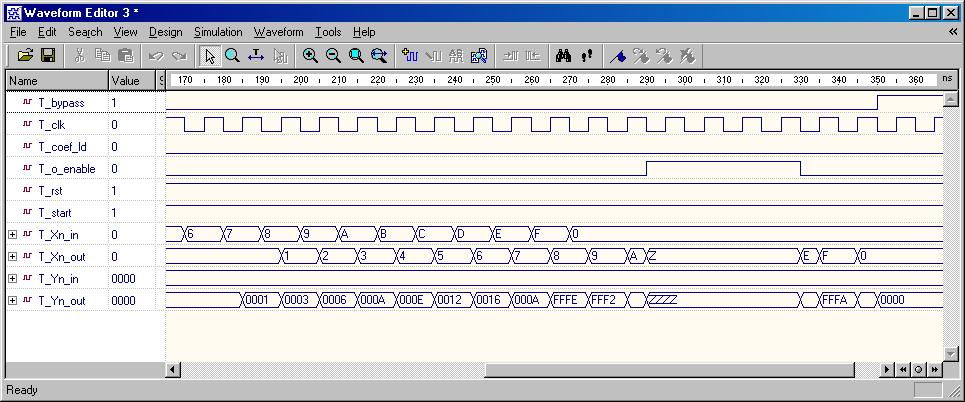 Waveform Editor 3 *
File Edit Search View Design Simulation Waveform Tools Help
Name Value S 170 180 190 200 210 220 230 240 250 260 270 280 290 300 310 320 330 340 350 360 ns
T_bypass 1
T_clk 0
T_coef_ld 0
T_o_enable 0
T_rst 1
T_start 1
T_Xn_in 0 6 7 8 9 A B C D E F 0
T_Xn_out 0 1 2 3 4 5 6 7 8 9 A Z E F 0
T_Yn_in 0000
T_Yn_out 0000 0001 0003 0006 000A 000E 0012 0016 000A FFFE FFF2 ZZZZ FFFA 0000
Ready